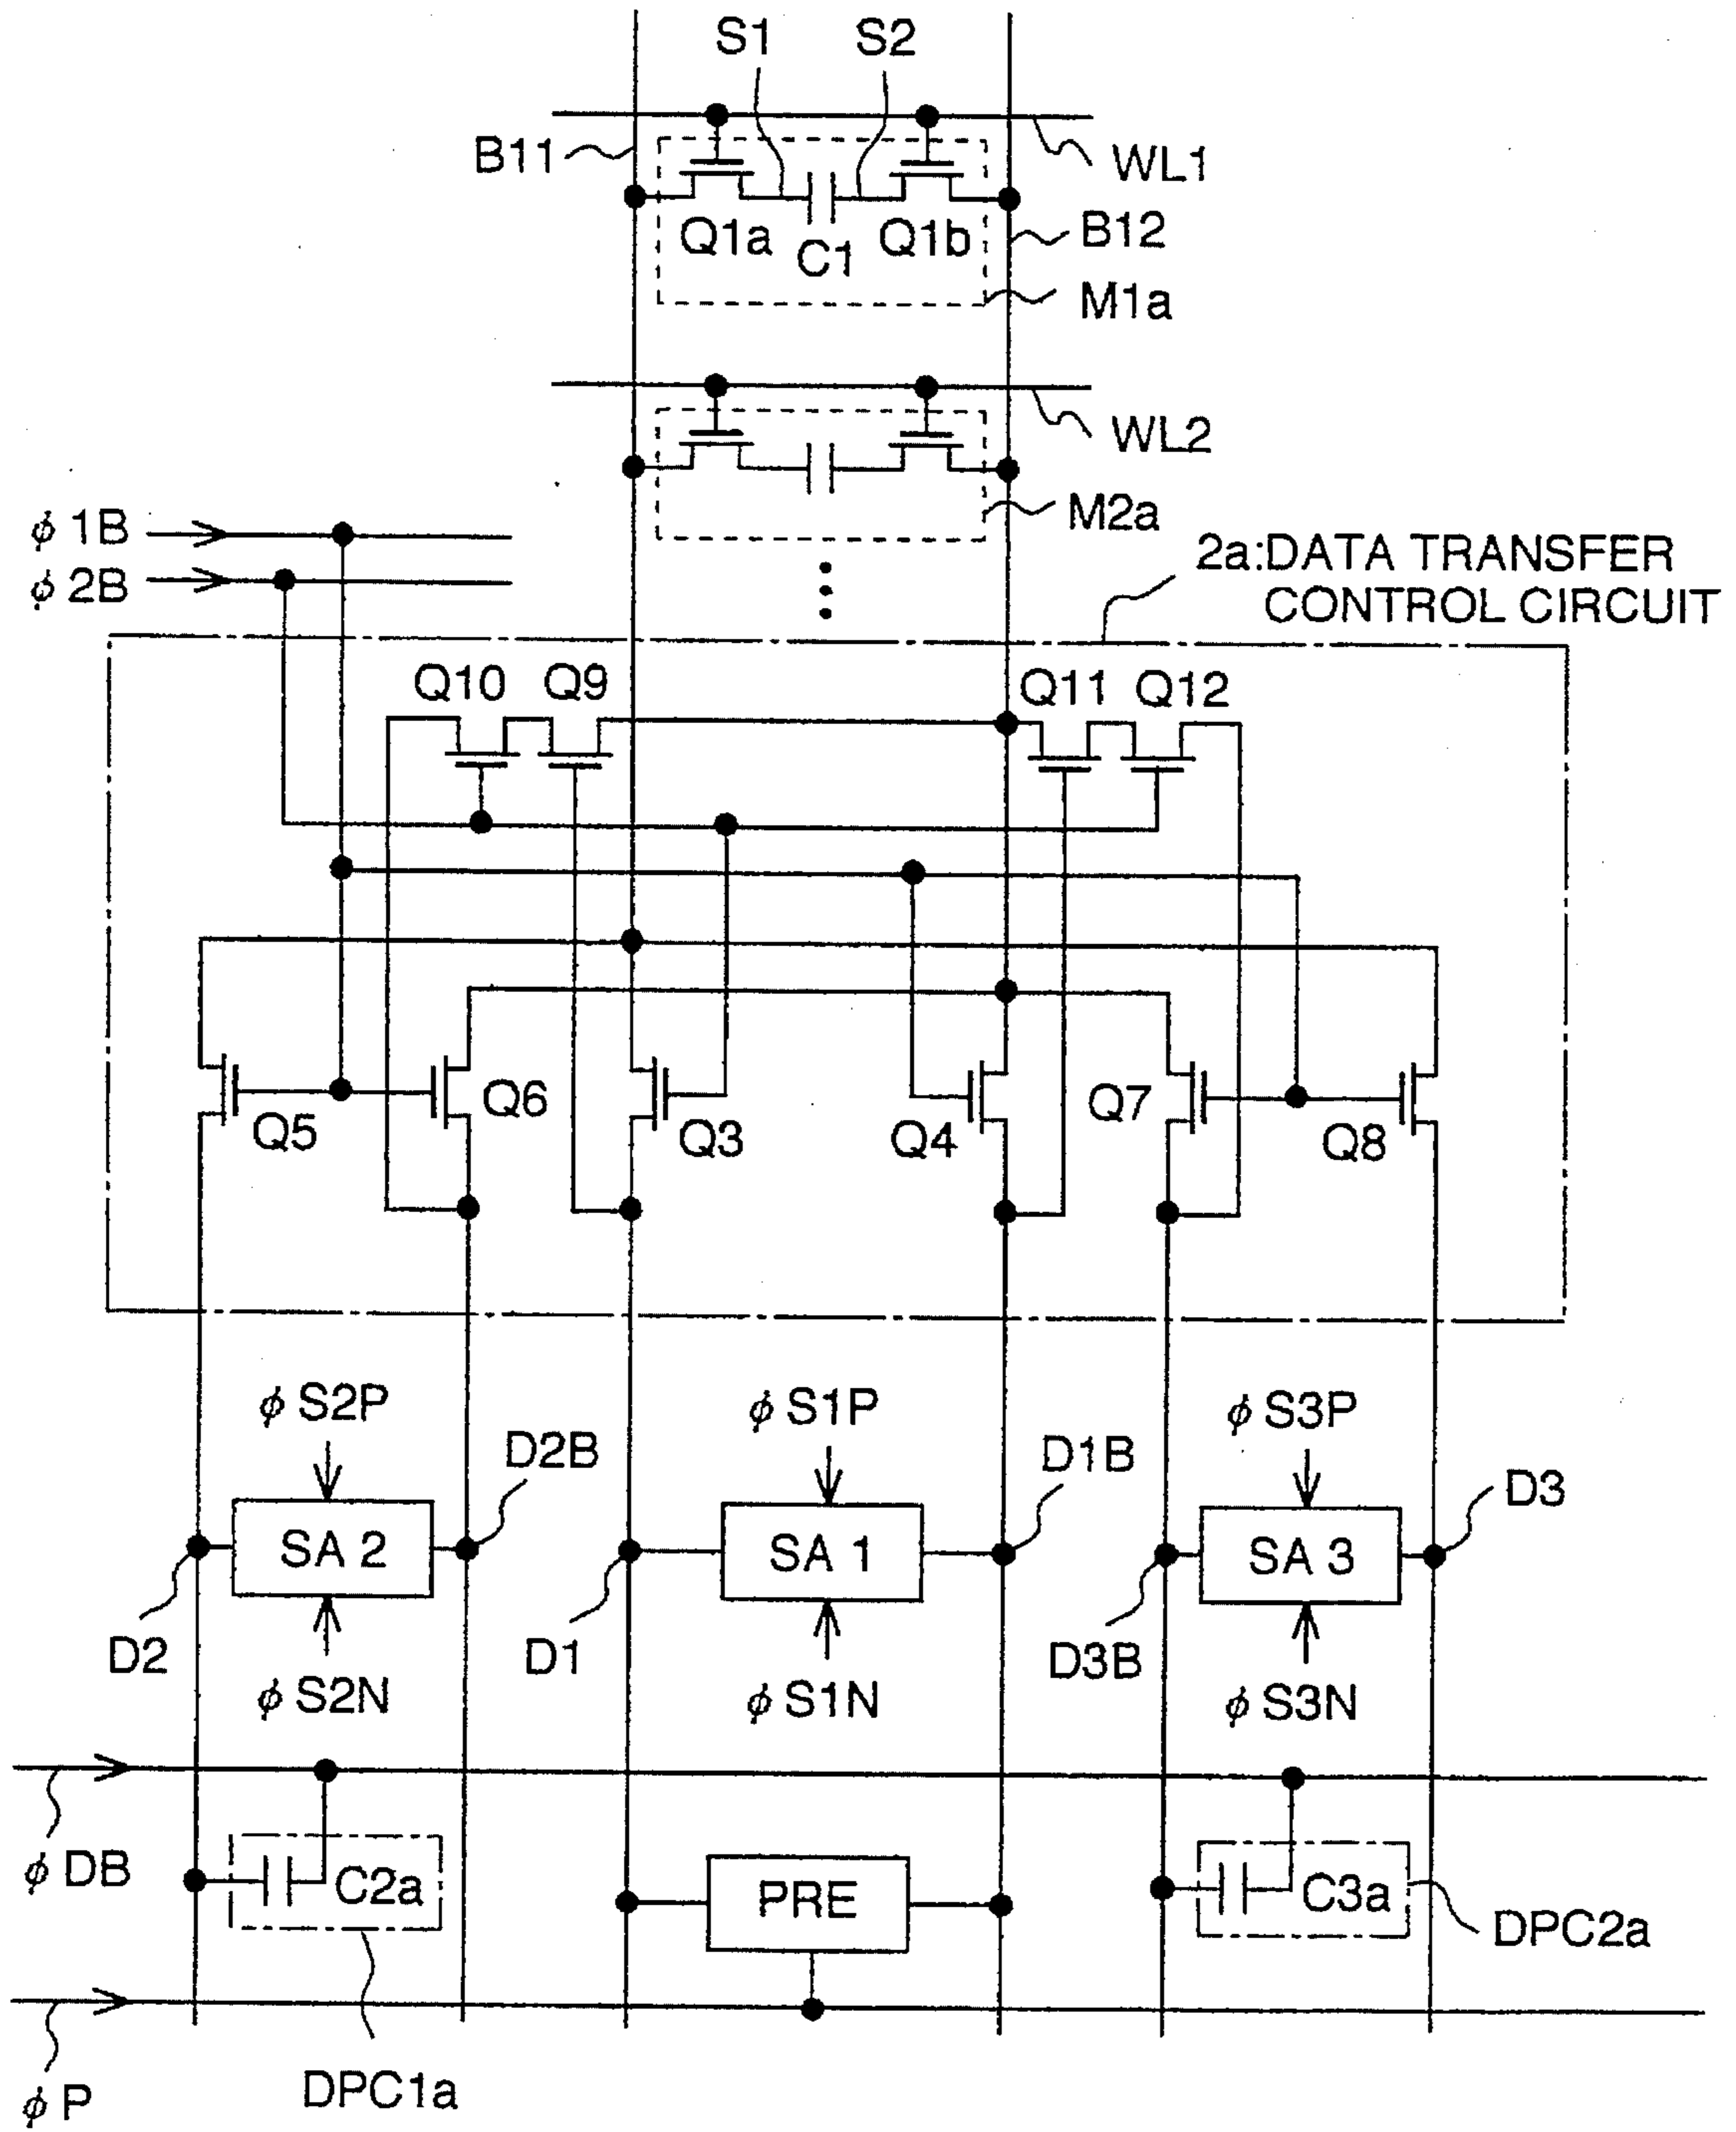 S1 S2
B11
WL1
Q1a C1 Q1b
B12
M1a
WL2
M2a
ϕ 1B
ϕ 2B
2a:DATA TRANSFER
CONTROL CIRCUIT
Q10 Q9 Q11 Q12
Q5 Q6 Q3 Q4 Q7 Q8
ϕ S2P ϕ S1P ϕ S3P
D2B D1B D3
SA 2 SA 1 SA 3
D2 D1 D3B
ϕ S2N ϕ S1N ϕ S3N
ϕ DB
C2a PRE C3a
DPC2a
ϕ P
DPC1a